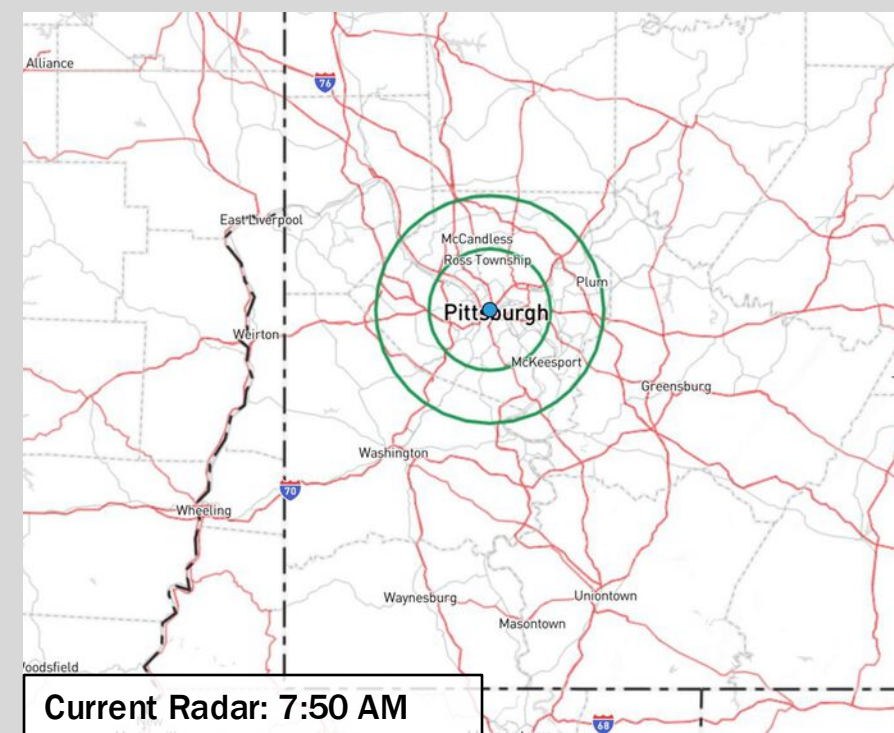 Alliance
76
East Liverpool
McCandless
Ross Township
Plum
Pittsburgh
Weirton
McKeesport
Greensburg
Washington
70
Wheeling
Waynesburg
Uniontown
Masontown
oodsfield
Current Radar: 7:50 AM
68